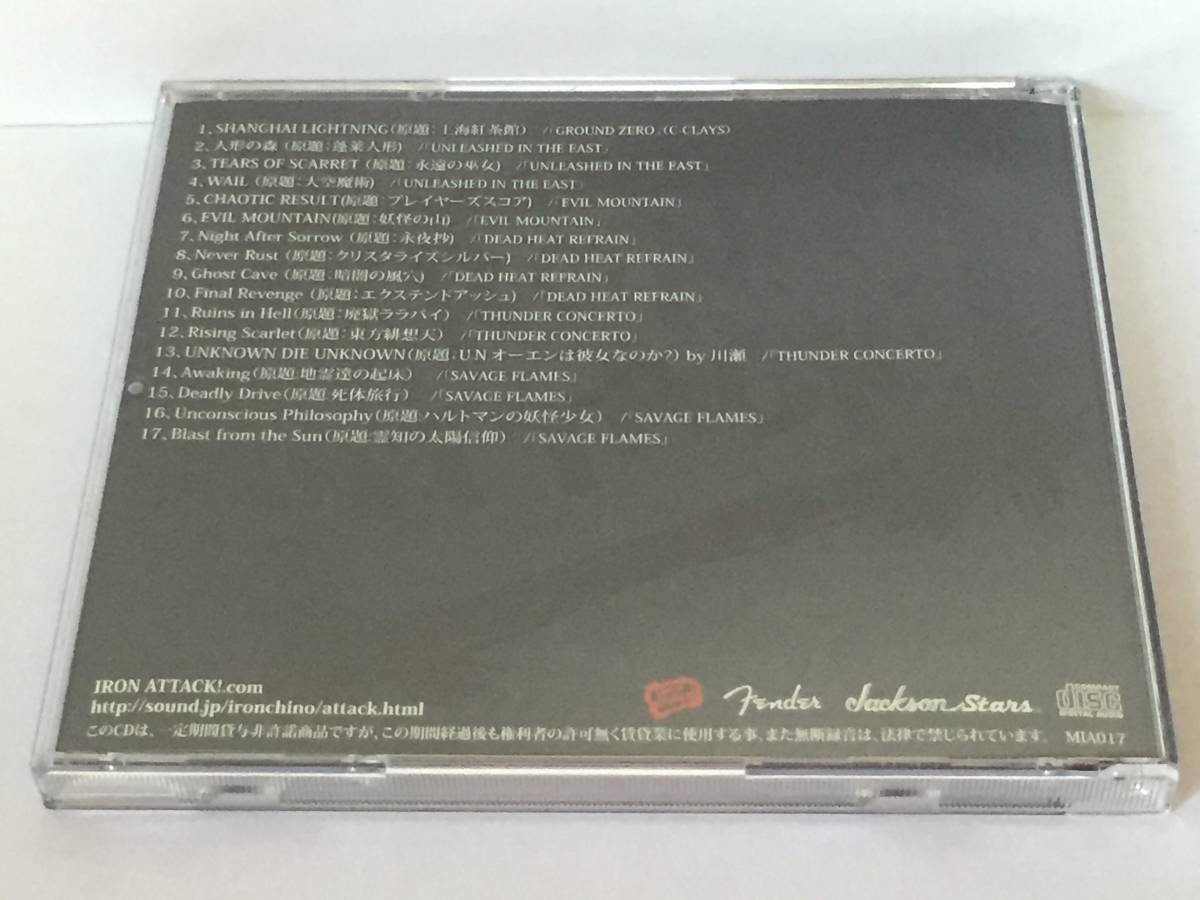 1、SHANGHAI LIGHTNING(原題：上海紅茶館) /「GROUND ZERO」(C-CLAYS)
2、人形の森 (原題：蓬莱人形) /「UNLEASHED IN THE EAST」
3、TEARS OF SCARRET (原題：永遠の巫女) /「UNLEASHED IN THE EAST」
4、WAIL (原題：大空魔術) /「UNLEASHED IN THE EAST」
5、CHAOTIC RESULT(原題：プレイヤーズスコア) /「EVIL MOUNTAIN」
6、EVIL MOUNTAIN(原題：妖怪の山) /「EVIL MOUNTAIN」
7、Night After Sorrow (原題：永夜抄) /「DEAD HEAT REFRAIN」
8、Never Rust (原題：クリスタライズシルバー) /「DEAD HEAT REFRAIN」
9、Ghost Cave (原題：暗闇の風穴) /「DEAD HEAT REFRAIN」
10、Final Revenge (原題：エクステンドアッシュ) /「DEAD HEAT REFRAIN」
11、Ruins in Hell(原題：廃獄ララバイ) /「THUNDER CONCERTO」
12、Rising Scarlet(原題：東方緋想天) /「THUNDER CONCERTO」
13、UNKNOWN DIE UNKNOWN(原題：U.N.オーエンは彼女なのか?) by 川瀬 /「THUNDER CONCERTO」
14、Awaking(原題：地霊達の起床) /「SAVAGE FLAMES」
15、Deadly Drive(原題：死体旅行) /「SAVAGE FLAMES」
16、Unconscious Philosophy(原題：ハルトマンの妖怪少女) /「SAVAGE FLAMES」
17、Blast from the Sun(原題：霊知の太陽信仰) /「SAVAGE FLAMES」
IRON ATTACK!.com
http://sound.jp/ironchino/attack.html
Fender Jackson Stars COMPACT disc DIGITAL AUDIO
このCDは、一定期間貸与非許諾商品ですが、この期間経過後も権利者の許可無く賃貸業に使用する事、また無断録音は、法律で禁じられています。 MIA017